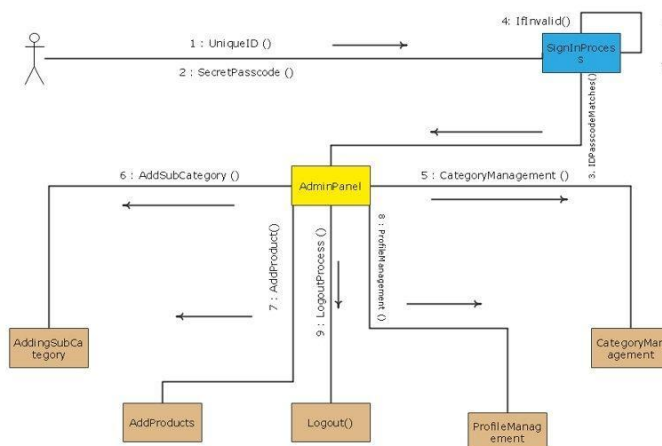 4: IfInvalid()
1 : UniqueID ()
SignInProces
s
2 : SecretPasscode ()
3. IDPasscodeMatches()
6 : AddSubCategory ()
AdminPanel
5 : CategoryManagement ()
7 : AddProduct()
9 : LogoutProcess ()
8 : ProfileManagement ()
AddingSubCa
tegory
CategoryMan
agement
AddProducts
Logout()
ProfileManag
ement